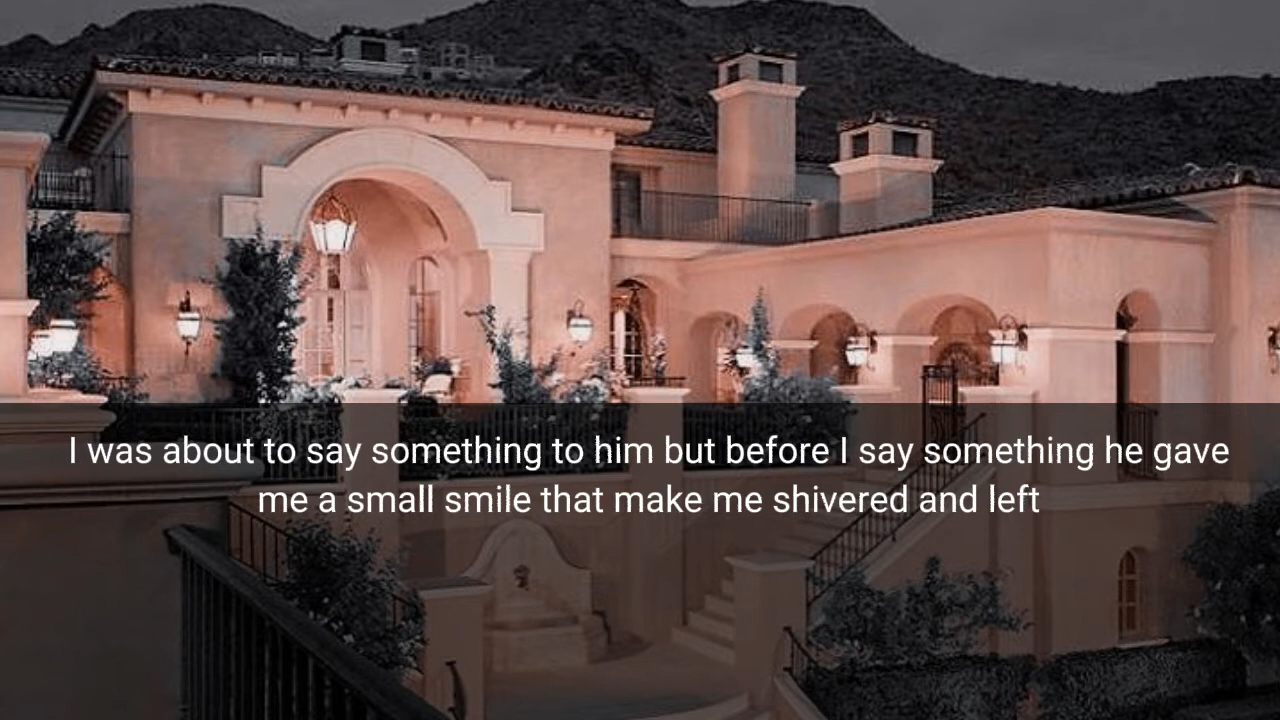 I was about to say something to him but before I say something he gave
me a small smile that make me shivered and left